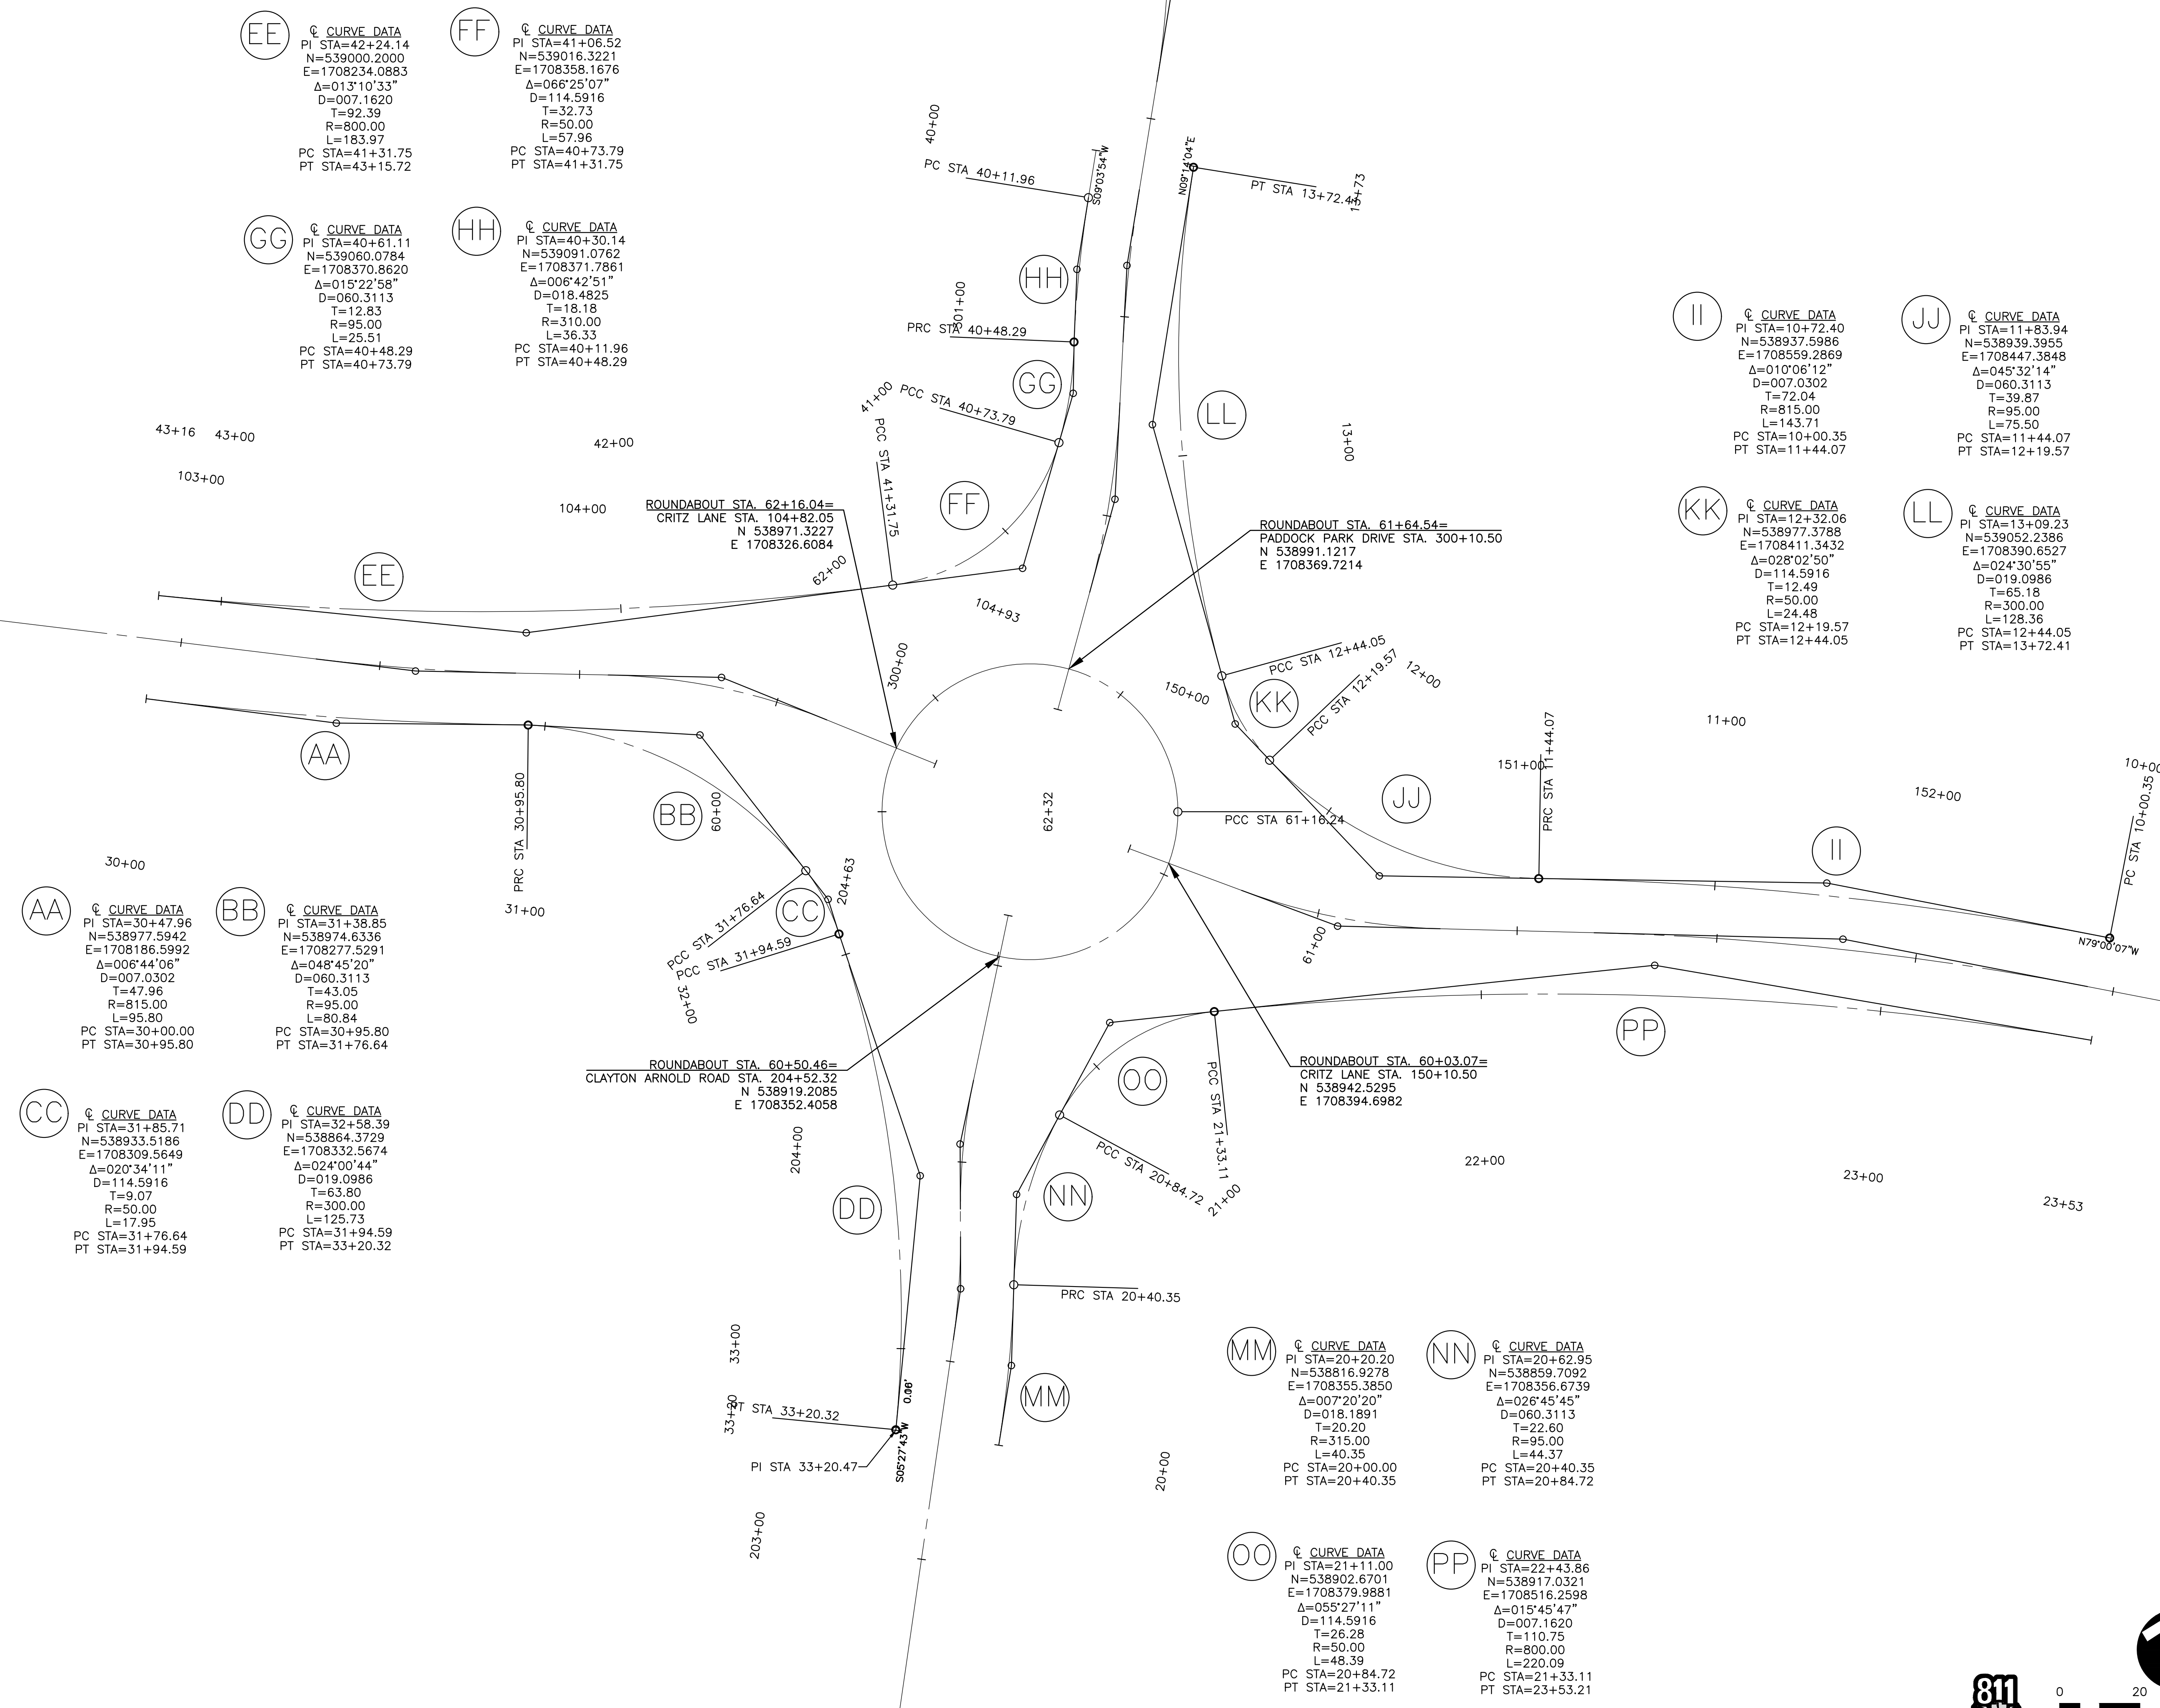 EE
℄ CURVE DATA
PI STA=42+24.14
N=539000.2000
E=1708234.0883
Δ=013°10'33"
D=007.1620
T=92.39
R=800.00
L=183.97
PC STA=41+31.75
PT STA=43+15.72
FF
℄ CURVE DATA
PI STA=41+06.52
N=539016.3221
E=1708358.1676
Δ=066°25'07"
D=114.5916
T=32.73
R=50.00
L=57.96
PC STA=40+73.79
PT STA=41+31.75
GG
℄ CURVE DATA
PI STA=40+61.11
N=539060.0784
E=1708370.8620
Δ=015°22'58"
D=060.3113
T=12.83
R=95.00
L=25.51
PC STA=40+48.29
PT STA=40+73.79
HH
℄ CURVE DATA
PI STA=40+30.14
N=539091.0762
E=1708371.7861
Δ=006°42'51"
D=018.4825
T=18.18
R=310.00
L=36.33
PC STA=40+11.96
PT STA=40+48.29
40+00
PC STA 40+11.96
S09°03'54"W
N09°14'04"E
PT STA 13+72.41
13+73
HH
301+00
PRC STA 40+48.29
GG
41+00
PCC STA 40+73.79
PCC STA 41+31.75
LL
13+00
FF
43+16
43+00
42+00
103+00
104+00
EE
62+00
104+93
300+00
ROUNDABOUT STA. 62+16.04=
CRITZ LANE STA. 104+82.05
N 538971.3227
E 1708326.6084
ROUNDABOUT STA. 61+64.54=
PADDOCK PARK DRIVE STA. 300+10.50
N 538991.1217
E 1708369.7214
II
℄ CURVE DATA
PI STA=10+72.40
N=538937.5986
E=1708559.2869
Δ=010°06'12"
D=007.0302
T=72.04
R=815.00
L=143.71
PC STA=10+00.35
PT STA=11+44.07
JJ
℄ CURVE DATA
PI STA=11+83.94
N=538939.3955
E=1708447.3848
Δ=045°32'14"
D=060.3113
T=39.87
R=95.00
L=75.50
PC STA=11+44.07
PT STA=12+19.57
KK
℄ CURVE DATA
PI STA=12+32.06
N=538977.3788
E=1708411.3432
Δ=028°02'50"
D=114.5916
T=12.49
R=50.00
L=24.48
PC STA=12+19.57
PT STA=12+44.05
LL
℄ CURVE DATA
PI STA=13+09.23
N=539052.2386
E=1708390.6527
Δ=024°30'55"
D=019.0986
T=65.18
R=300.00
L=128.36
PC STA=12+44.05
PT STA=13+72.41
PCC STA 12+44.05
PCC STA 12+19.57
12+00
150+00
KK
11+00
151+00
PRC STA 11+44.07
JJ
152+00
10+00
PC STA 10+00.35
N79°00'07"W
II
PCC STA 61+16.24
62+32
60+00
61+00
AA
BB
PRC STA 30+95.80
30+00
31+00
204+63
CC
PCC STA 31+76.64
PCC STA 31+94.59
32+00
AA
℄ CURVE DATA
PI STA=30+47.96
N=538977.5942
E=1708186.5992
Δ=006°44'06"
D=007.0302
T=47.96
R=815.00
L=95.80
PC STA=30+00.00
PT STA=30+95.80
BB
℄ CURVE DATA
PI STA=31+38.85
N=538974.6336
E=1708277.5291
Δ=048°45'20"
D=060.3113
T=43.05
R=95.00
L=80.84
PC STA=30+95.80
PT STA=31+76.64
CC
℄ CURVE DATA
PI STA=31+85.71
N=538933.5186
E=1708309.5649
Δ=020°34'11"
D=114.5916
T=9.07
R=50.00
L=17.95
PC STA=31+76.64
PT STA=31+94.59
DD
℄ CURVE DATA
PI STA=32+58.39
N=538864.3729
E=1708332.5674
Δ=024°00'44"
D=019.0986
T=63.80
R=300.00
L=125.73
PC STA=31+94.59
PT STA=33+20.32
ROUNDABOUT STA. 60+50.46=
CLAYTON ARNOLD ROAD STA. 204+52.32
N 538919.2085
E 1708352.4058
ROUNDABOUT STA. 60+03.07=
CRITZ LANE STA. 150+10.50
N 538942.5295
E 1708394.6982
204+00
DD
NN
OO
PP
PCC STA 21+33.11
PCC STA 20+84.72
21+00
22+00
23+00
23+53
PRC STA 20+40.35
MM
20+00
33+00
33+20
PT STA 33+20.32
PI STA 33+20.47
S05°27'43"W
203+00
MM
℄ CURVE DATA
PI STA=20+20.20
N=538816.9278
E=1708355.3850
Δ=007°20'20"
D=018.1891
T=20.20
R=315.00
L=40.35
PC STA=20+00.00
PT STA=20+40.35
NN
℄ CURVE DATA
PI STA=20+62.95
N=538859.7092
E=1708356.6739
Δ=026°45'45"
D=060.3113
T=22.60
R=95.00
L=44.37
PC STA=20+40.35
PT STA=20+84.72
OO
℄ CURVE DATA
PI STA=21+11.00
N=538902.6701
E=1708379.9881
Δ=055°27'11"
D=114.5916
T=26.28
R=50.00
L=48.39
PC STA=20+84.72
PT STA=21+33.11
PP
℄ CURVE DATA
PI STA=22+43.86
N=538917.0321
E=1708516.2598
Δ=015°45'47"
D=007.1620
T=110.75
R=800.00
L=220.09
PC STA=21+33.11
PT STA=23+53.21
811
0
20